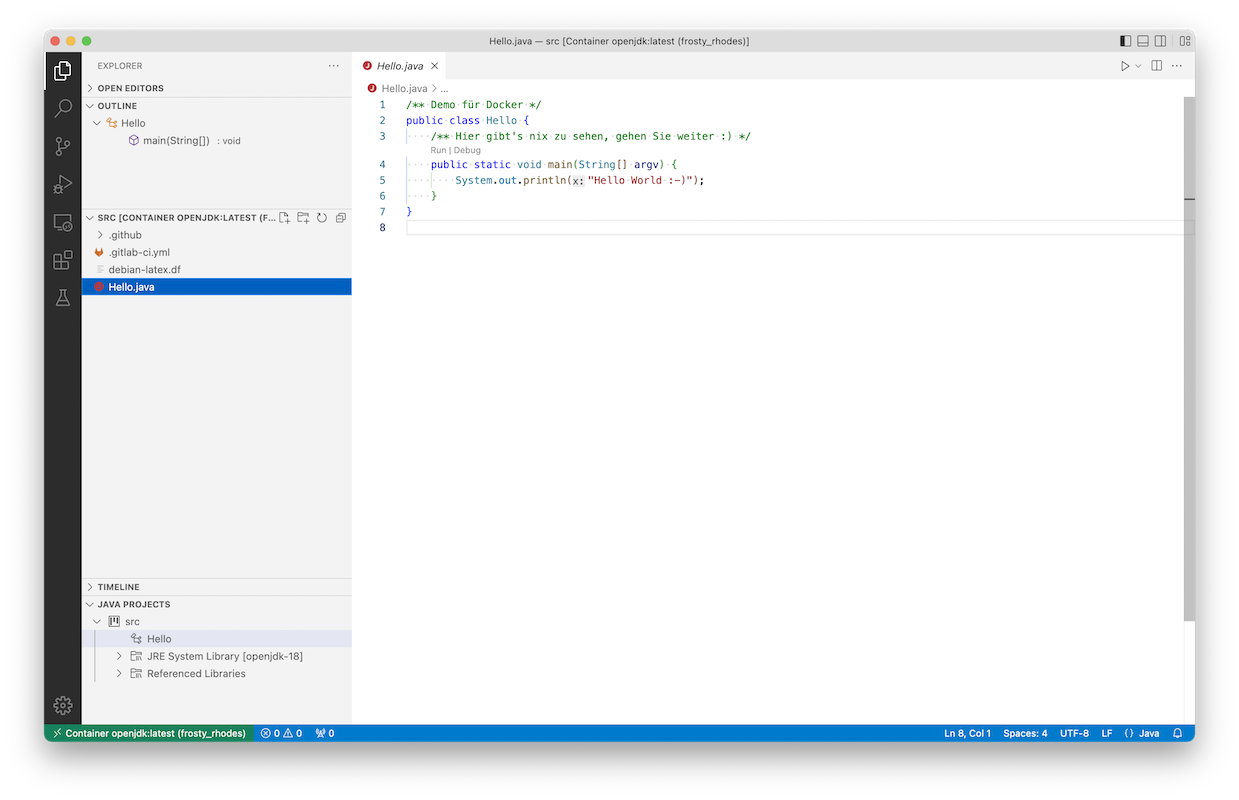 Hello.java — src [Container openjdk:latest (frosty_rhodes)]
EXPLORER
OPEN EDITORS
OUTLINE
Hello
main(String[]) : void
SRC [CONTAINER OPENJDK:LATEST (F...
.github
.gitlab-ci.yml
debian-latex.df
Hello.java
TIMELINE
JAVA PROJECTS
src
Hello
JRE System Library [openjdk-18]
Referenced Libraries
Hello.java
Hello.java > ...
1 /** Demo für Docker */
2 public class Hello {
3 /** Hier gibt's nix zu sehen, gehen Sie weiter :) */
Run | Debug
4 public static void main(String[] argv) {
5 System.out.println(x: "Hello World :-)");
6 }
7 }
8
Container openjdk:latest (frosty_rhodes) 0 0 0 Ln 8, Col 1 Spaces: 4 UTF-8 LF {} Java